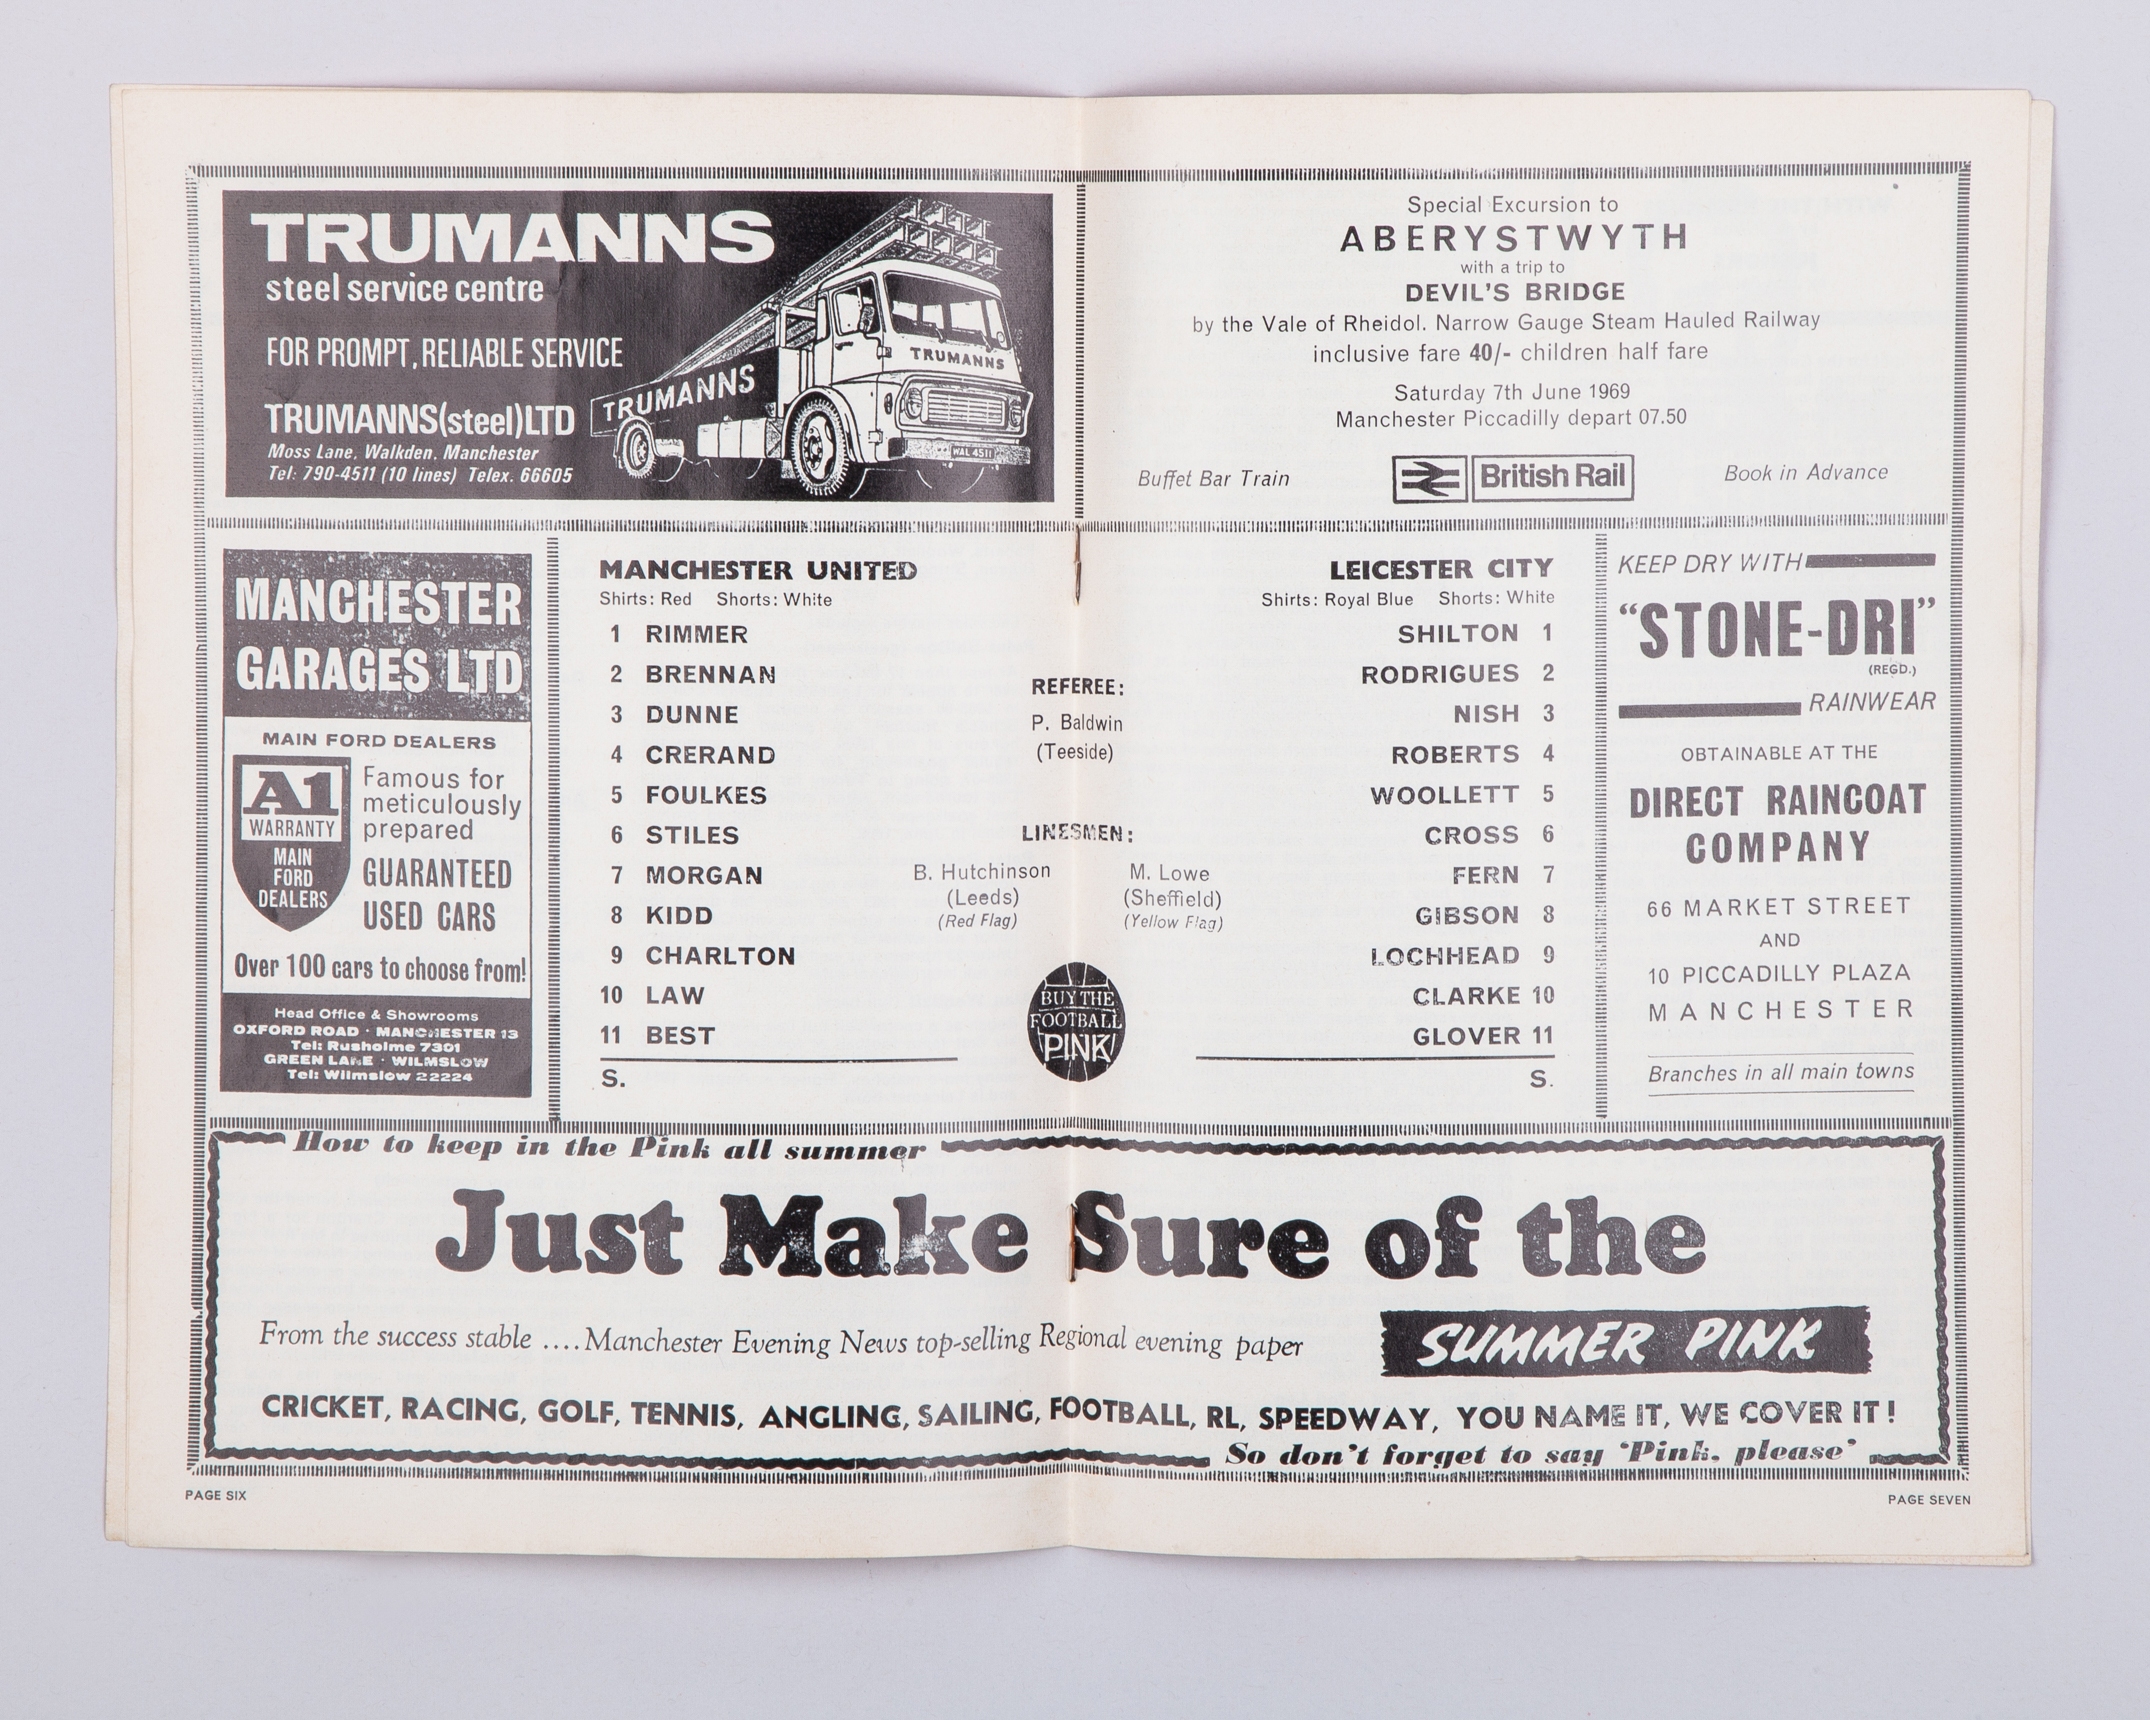 TRUMANNS
steel service centre
FOR PROMPT, RELIABLE SERVICE
TRUMANNS(steel)LTD
Moss Lane, Walkden, Manchester
Tel: 790-4511 (10 lines) Telex. 66605
TRUMANNS
TRUMANNS
WAL 4511
Special Excursion to
ABERYSTWYTH
with a trip to
DEVIL'S BRIDGE
by the Vale of Rheidol. Narrow Gauge Steam Hauled Railway
inclusive fare 40/- children half fare
Saturday 7th June 1969
Manchester Piccadilly depart 07.50
Buffet Bar Train
British Rail
Book in Advance
MANCHESTER
GARAGES LTD
MAIN FORD DEALERS
A1
WARRANTY
MAIN
FORD
DEALERS
Famous for
meticulously
prepared
GUARANTEED
USED CARS
Over 100 cars to choose from!
Head Office & Showrooms
OXFORD ROAD · MANCHESTER 13
Tel: Rusholme 7301
GREEN LANE · WILMSLOW
Tel: Wilmslow 22224
MANCHESTER UNITED
Shirts: Red Shorts: White
1 RIMMER
2 BRENNAN
3 DUNNE
4 CRERAND
5 FOULKES
6 STILES
7 MORGAN
8 KIDD
9 CHARLTON
10 LAW
11 BEST
S.
REFEREE:
P. Baldwin
(Teeside)
LINESMEN:
B. Hutchinson
(Leeds)
(Red Flag)
M. Lowe
(Sheffield)
(Yellow Flag)
BUY THE
FOOTBALL
PINK
LEICESTER CITY
Shirts: Royal Blue Shorts: White
SHILTON 1
RODRIGUES 2
NISH 3
ROBERTS 4
WOOLLETT 5
CROSS 6
FERN 7
GIBSON 8
LOCHHEAD 9
CLARKE 10
GLOVER 11
S.
KEEP DRY WITH
"STONE-DRI"
(REGD.)
RAINWEAR
OBTAINABLE AT THE
DIRECT RAINCOAT
COMPANY
66 MARKET STREET
AND
10 PICCADILLY PLAZA
MANCHESTER
Branches in all main towns
How to keep in the Pink all summer
Just Make Sure of the
From the success stable ....Manchester Evening News top-selling Regional evening paper
SUMMER PINK
CRICKET, RACING, GOLF, TENNIS, ANGLING, SAILING, FOOTBALL, RL, SPEEDWAY, YOU NAME IT, WE COVER IT!
So don't forget to say 'Pink, please'
PAGE SIX
PAGE SEVEN